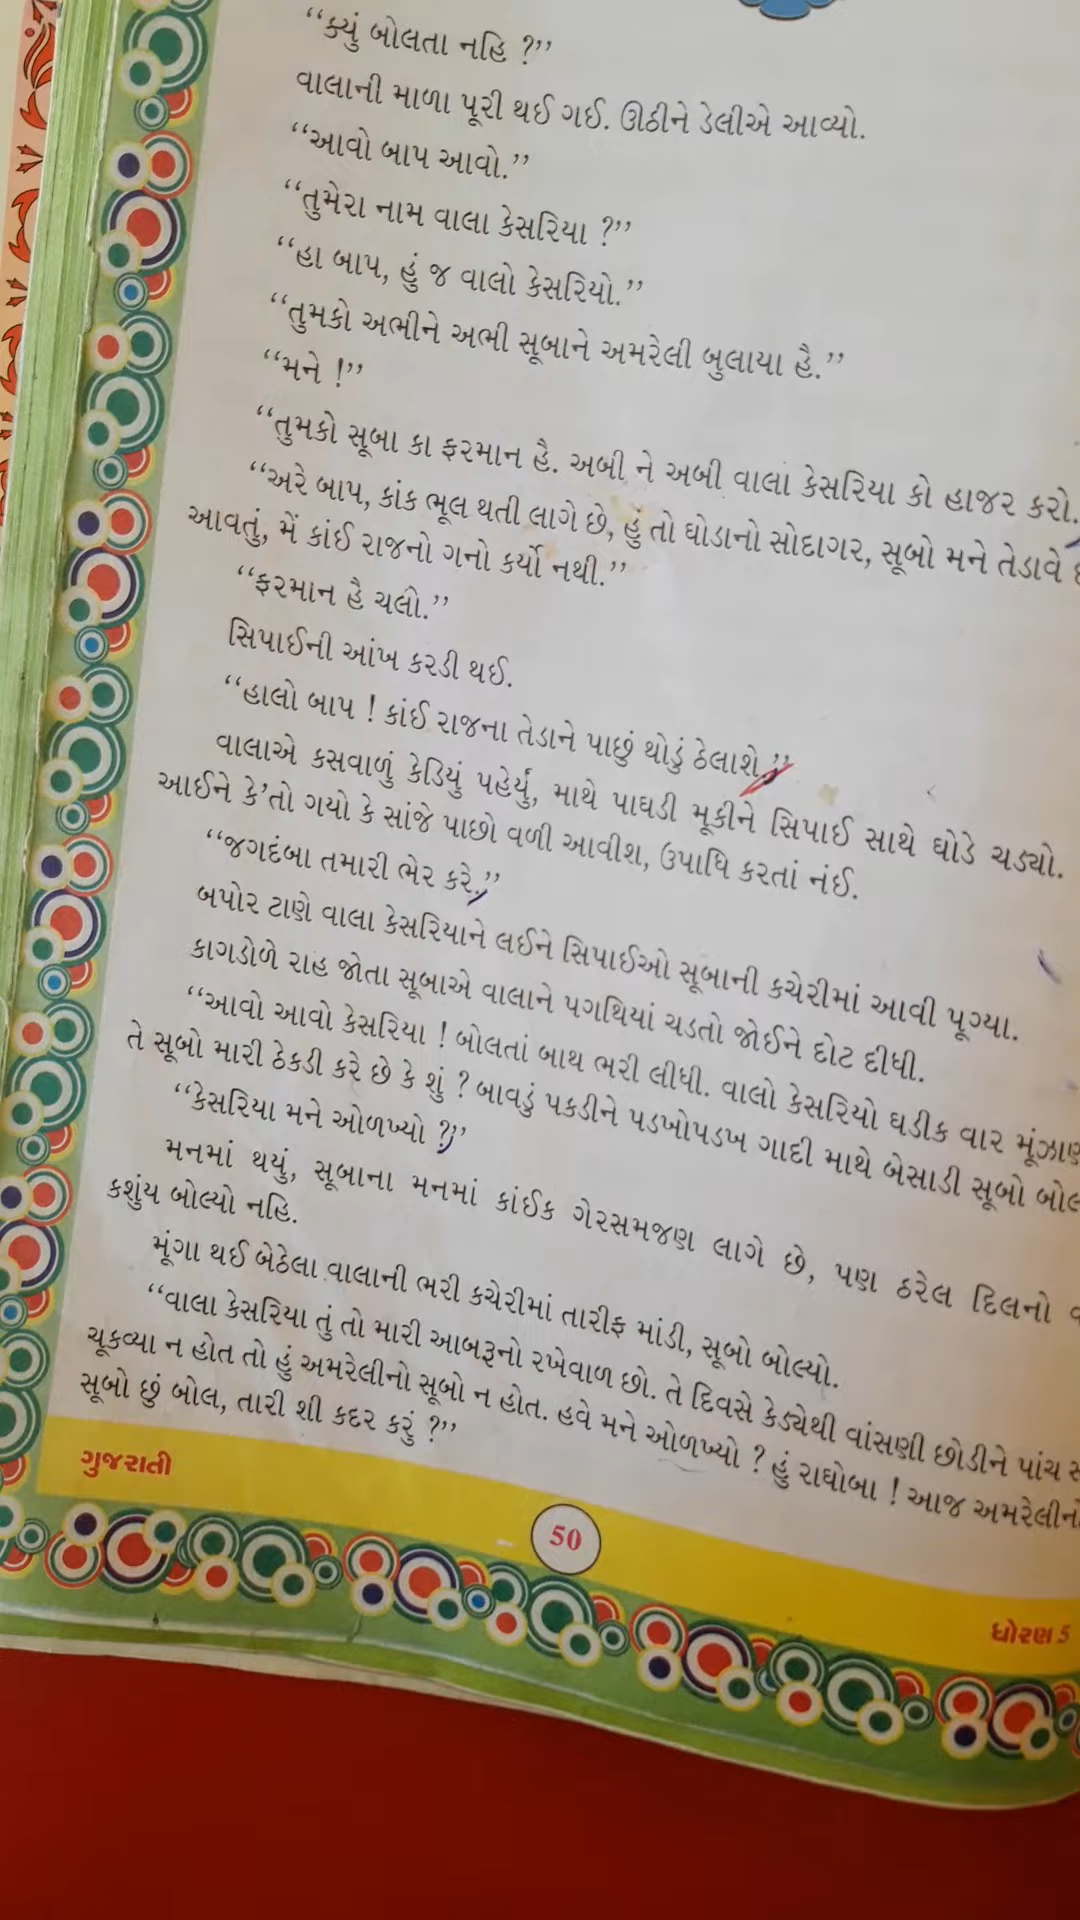 “ક્યું બોલતા નહિ ?”
વાલાની માળા પૂરી થઈ ગઈ. ઊઠીને ડેલીએ આવ્યો.
“આવો બાપ આવો.”
“તુમેરા નામ વાલા કેસરિયા ?”
“હા બાપ, હું જ વાલો કેસરિયો.”
“તુમકો અભીને અભી સૂબાને અમરેલી બુલાયા હૈ.”
“મને !”
“તુમકો સૂબા કા ફરમાન હૈ. અબી ને અબી વાલા કેસરિયા કો હાજર કરો.
“અરે બાપ, કાંક ભૂલ થતી લાગે છે, હું તો ઘોડાનો સોદાગર, સૂબો મને તેડાવે
આવતું, મેં કાંઈ રાજનો ગનો કર્યો નથી.”
“ફરમાન હૈ ચલો.”
સિપાઈની આંખ કરડી થઈ.
“હાલો બાપ ! કાંઈ રાજના તેડાને પાછું થોડું ઠેલાશે.”
વાલાએ કસવાળું કેડિયું પહેર્યું, માથે પાઘડી મૂકીને સિપાઈ સાથે ઘોડે ચડ્યો.
આઈને કે’તો ગયો કે સાંજે પાછો વળી આવીશ, ઉપાધિ કરતાં નંઈ.
“જગદંબા તમારી ભેર કરે.”
બપોર ટાણે વાલા કેસરિયાને લઈને સિપાઈઓ સૂબાની કચેરીમાં આવી પૂગ્યા.
કાગડોળે રાહ જોતા સૂબાએ વાલાને પગથિયાં ચડતો જોઈને દોટ દીધી.
“આવો આવો કેસરિયા ! બોલતાં બાથ ભરી લીધી. વાલો કેસરિયો ઘડીક વાર
તે સૂબો મારી ઠેકડી કરે છે કે શું ? બાવડું પકડીને પડખોપડખ ગાદી માથે બેસાડી સૂબો
“કેસરિયા મને ઓળખ્યો ?”
મનમાં થયું, સૂબાના મનમાં કાંઈક ગેરસમજણ લાગે છે, પણ ઠરેલ દિલનો
કશુંય બોલ્યો નહિ.
મૂંગા થઈ બેઠેલા વાલાની ભરી કચેરીમાં તારીફ માંડી, સૂબો બોલ્યો.
“વાલા કેસરિયા તું તો મારી આબરૂનો રખેવાળ છો. તે દિવસે કેડ્યેથી વાંસણી છોડીને પાંચ
ચૂકવ્યા ન હોત તો હું અમરેલીનો સૂબો ન હોત. હવે મને ઓળખ્યો ? હું રાઘોબા ! આજ અમરેલીનો
સૂબો છું બોલ, તારી શી કદર કરું ?”
ગુજરાતી
50
ધોરણ 5